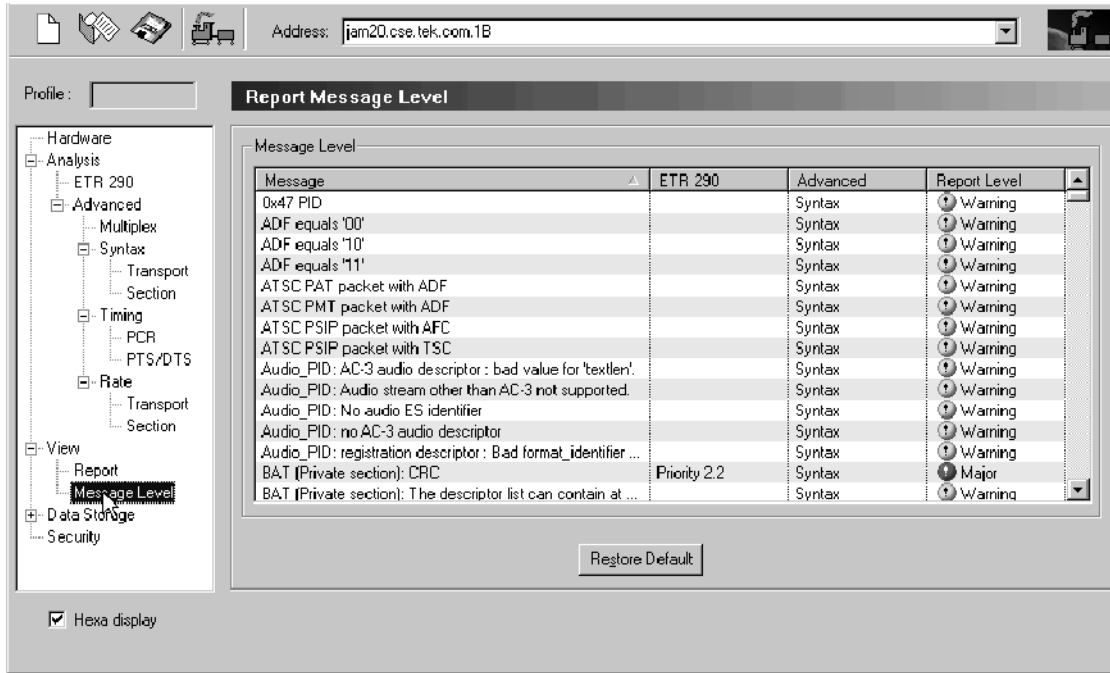 Address: jam20.cse.tek.com.1B
Profile :
Report Message Level
Hardware
Analysis
ETR 290
Advanced
Multiplex
Syntax
Transport
Section
Timing
PCR
PTS/DTS
Rate
Transport
Section
View
Report
Message Level
Data Storage
Security
Message Level
Message ETR 290 Advanced Report Level
0x47 PID Syntax Warning
ADF equals '00' Syntax Warning
ADF equals '10' Syntax Warning
ADF equals '11' Syntax Warning
ATSC PAT packet with ADF Syntax Warning
ATSC PMT packet with ADF Syntax Warning
ATSC PSIP packet with AFC Syntax Warning
ATSC PSIP packet with TSC Syntax Warning
Audio_PID: AC-3 audio descriptor : bad value for 'textlen'. Syntax Warning
Audio_PID: Audio stream other than AC-3 not supported. Syntax Warning
Audio_PID: No audio ES identifier Syntax Warning
Audio_PID: no AC-3 audio descriptor Syntax Warning
Audio_PID: registration descriptor : Bad format_identifier ... Syntax Warning
BAT (Private section): CRC Priority 2.2 Syntax Major
BAT (Private section): The descriptor list can contain at ... Syntax Warning
Restore Default
Hexa display